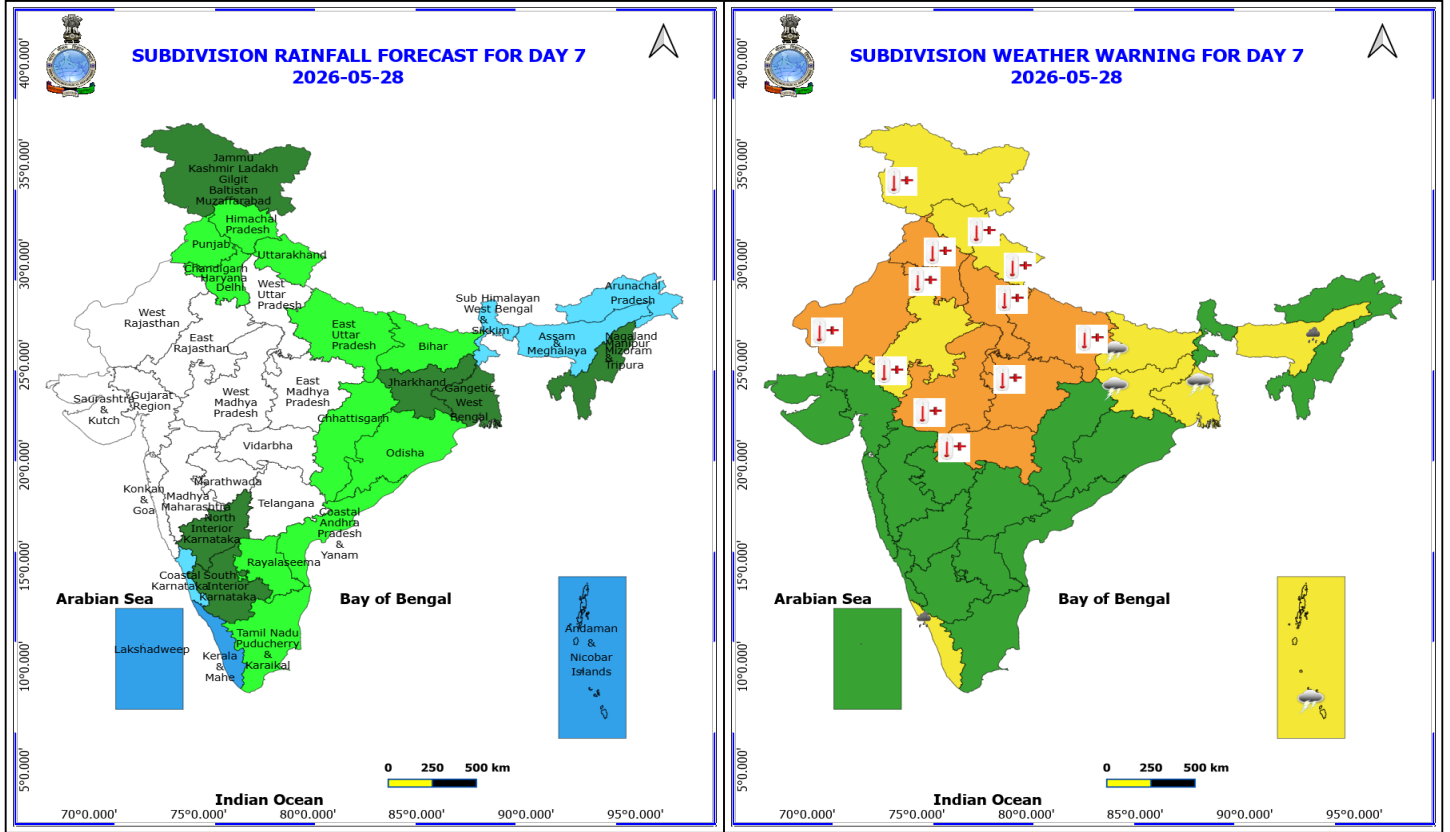 SUBDIVISION RAINFALL FORECAST FOR DAY 7
2026-05-28
40°0.000'
35°0.000'
30°0.000'
25°0.000'
20°0.000'
15°0.000'
10°0.000'
5°0.000'
Jammu
Kashmir Ladakh
Gilgit
Baltistan
Muzaffarabad
Himachal
Pradesh
Punjab
Uttarakhand
Chandigarh
Haryana
Delhi
West
Uttar
Pradesh
West
Rajasthan
East
Rajasthan
East
Uttar
Pradesh
Bihar
Sub Himalayan
West Bengal
&
Sikkim
Arunachal
Pradesh
Assam
&
Meghalaya
Nagaland
Manipur
Mizoram
&
Tripura
Jharkhand
Gangetic
West
Bengal
Saurashtra
&
Kutch
Gujarat
Region
West
Madhya
Pradesh
East
Madhya
Pradesh
Chhattisgarh
Vidarbha
Odisha
Konkan
&
Goa
Madhya
Maharashtra
Marathwada
Telangana
North
Interior
Karnataka
Coastal
Andhra
Pradesh
&
Yanam
Rayalaseema
Coastal
Karnataka
South
Interior
Karnataka
Arabian Sea
Bay of Bengal
Lakshadweep
Kerala
&
Mahe
Tamil Nadu
Puducherry
&
Karaikal
Andaman
&
Nicobar
Islands
0 250 500 km
Indian Ocean
70°0.000' 75°0.000' 80°0.000' 85°0.000' 90°0.000' 95°0.000'
SUBDIVISION WEATHER WARNING FOR DAY 7
2026-05-28
40°0.000'
35°0.000'
30°0.000'
25°0.000'
20°0.000'
15°0.000'
10°0.000'
5°0.000'
Arabian Sea
Bay of Bengal
0 250 500 km
Indian Ocean
70°0.000' 75°0.000' 80°0.000' 85°0.000' 90°0.000' 95°0.000'